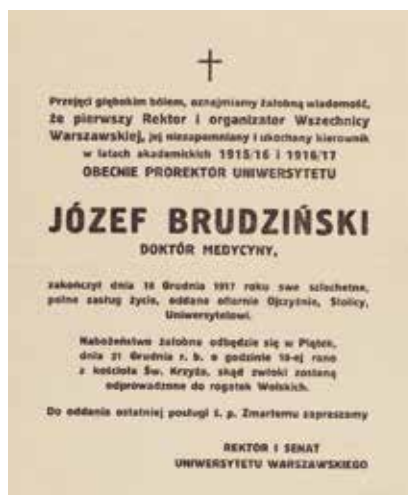 Przejęci głębokim bólem, oznajmiamy żałobną wiadomość,
że pierwszy Rektor i organizator Wszechnicy
Warszawskiej, jej niezapomniany i ukochany kierownik
w latach akademickich 1915/16 i 1916/17
OBECNIE PROREKTOR UNIWERSYTETU
JÓZEF BRUDZIŃSKI
DOKTÓR MEDYCYNY,
zakończył dnia 18 Grudnia 1917 roku swe szlachetne,
pełne zasług życie, oddane ofiarnie Ojczyźnie, Stolicy,
Uniwersytetowi.
Nabożeństwo żałobne odbędzie się w Piątek,
dnia 21 Grudnia r. b. o godzinie 10-ej rano
z kościoła Św. Krzyża, skąd zwłoki zostaną
odprowadzone do rogatek Wolskich.
Do oddania ostatniej posługi ś. p. Zmarłemu zapraszamy
REKTOR I SENAT
UNIWERSYTETU WARSZAWSKIEGO